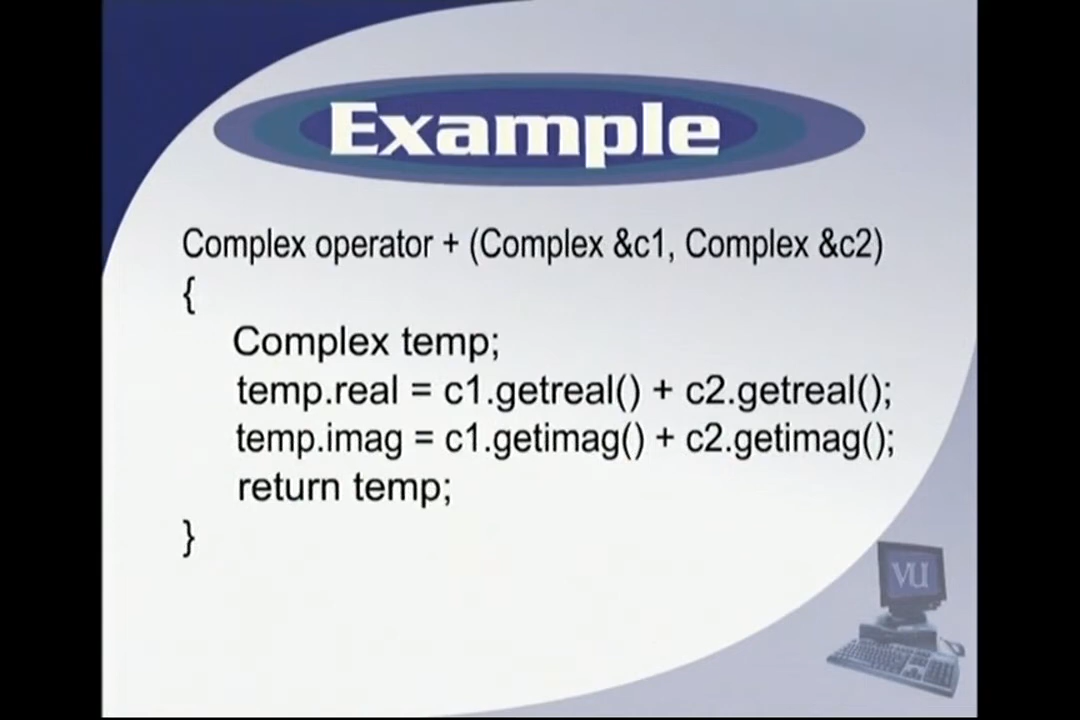 Example
Complex operator + (Complex &c1, Complex &c2)
{
Complex temp;
temp.real = c1.getreal() + c2.getreal();
temp.imag = c1.getimag() + c2.getimag();
return temp;
}
VU